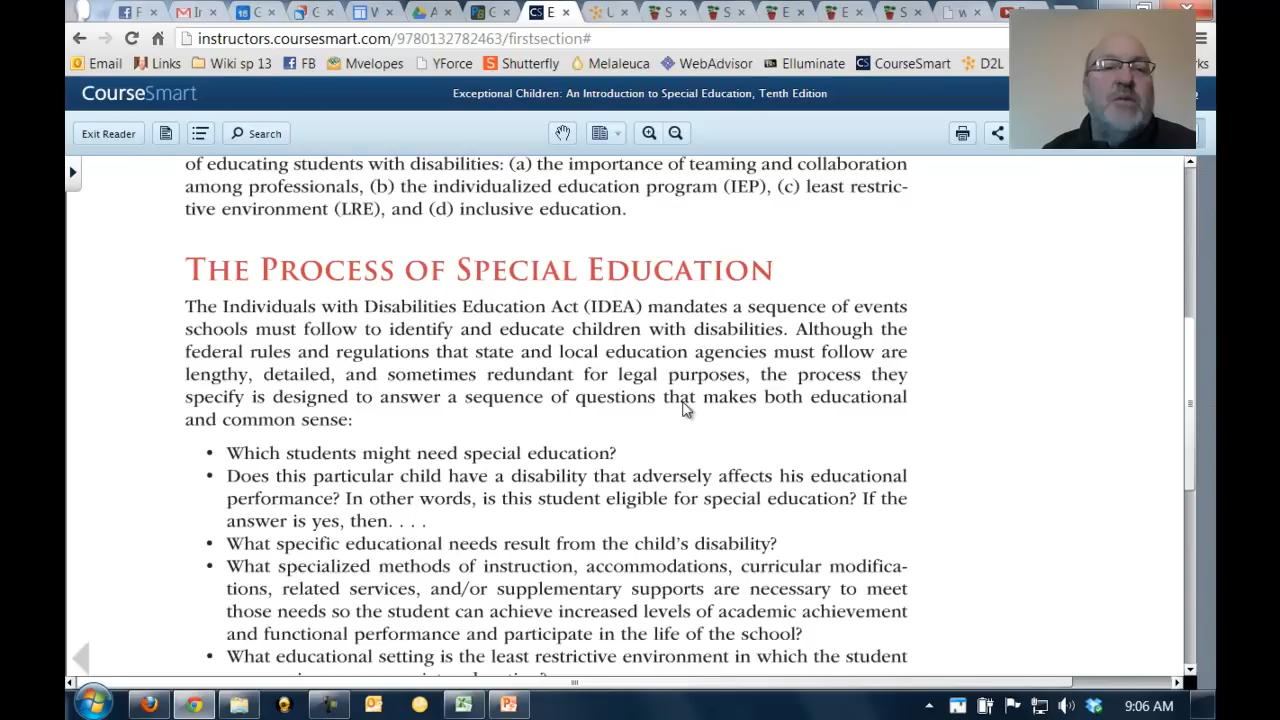 F
In
18 C
C
W
A
C
CS E
U
S
S
E
E
S
w
instructors.coursesmart.com/9780132782463/firstsection#
Email Links Wiki sp 13 FB Mvelopes YForce Shutterfly Melaleuca WebAdvisor Elluminate CS CourseSmart D2L
CourseSmart Exceptional Children: An Introduction to Special Education, Tenth Edition
Exit Reader Search
of educating students with disabilities: (a) the importance of teaming and collaboration
among professionals, (b) the individualized education program (IEP), (c) least restric-
tive environment (LRE), and (d) inclusive education.
THE PROCESS OF SPECIAL EDUCATION
The Individuals with Disabilities Education Act (IDEA) mandates a sequence of events
schools must follow to identify and educate children with disabilities. Although the
federal rules and regulations that state and local education agencies must follow are
lengthy, detailed, and sometimes redundant for legal purposes, the process they
specify is designed to answer a sequence of questions that makes both educational
and common sense:
• Which students might need special education?
• Does this particular child have a disability that adversely affects his educational
performance? In other words, is this student eligible for special education? If the
answer is yes, then. . . .
• What specific educational needs result from the child's disability?
• What specialized methods of instruction, accommodations, curricular modifica-
tions, related services, and/or supplementary supports are necessary to meet
those needs so the student can achieve increased levels of academic achievement
and functional performance and participate in the life of the school?
• What educational setting is the least restrictive environment in which the student
9:06 AM